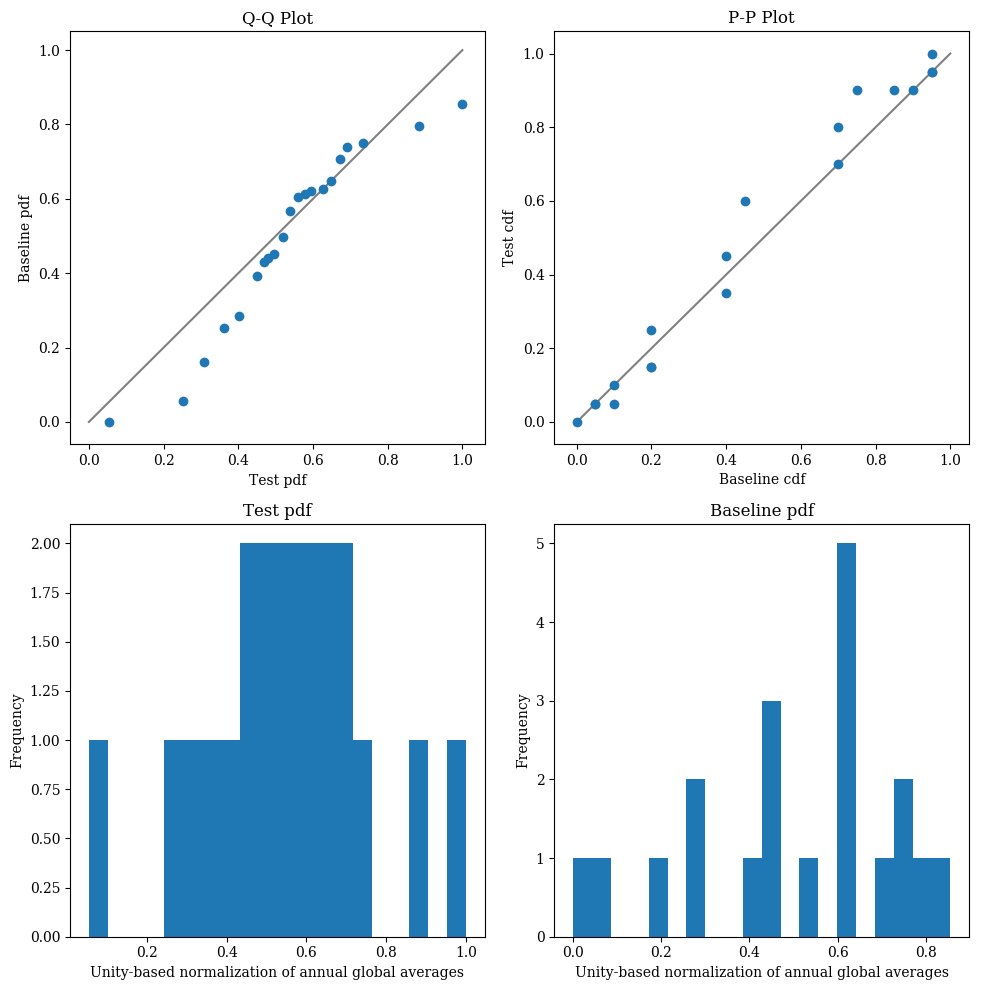 Q-Q Plot
1.0
0.8
0.6
0.4
0.2
0.0
Baseline pdf
0.0 0.2 0.4 0.6 0.8 1.0
Test pdf
P-P Plot
1.0
0.8
0.6
0.4
0.2
0.0
Test cdf
0.0 0.2 0.4 0.6 0.8 1.0
Baseline cdf
Test pdf
2.00
1.75
1.50
1.25
1.00
0.75
0.50
0.25
0.00
Frequency
0.2 0.4 0.6 0.8 1.0
Unity-based normalization of annual global averages
Baseline pdf
5
4
3
2
1
0
Frequency
0.0 0.2 0.4 0.6 0.8
Unity-based normalization of annual global averages